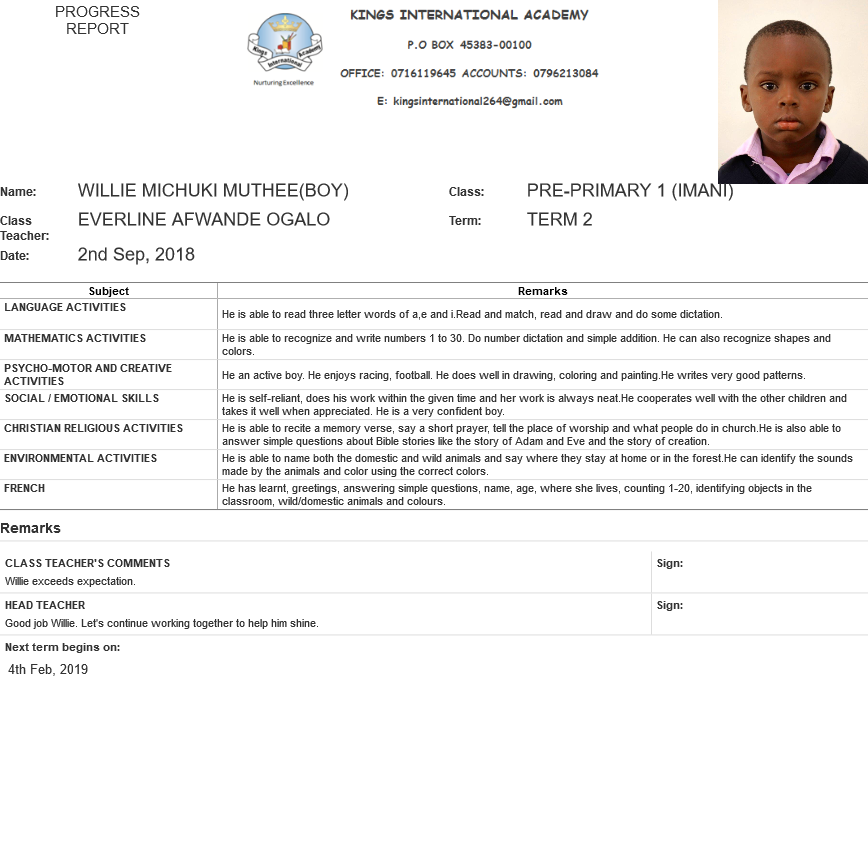 PROGRESS
REPORT
KINGS INTERNATIONAL ACADEMY
P.O BOX 45383-00100
OFFICE: 0716119645 ACCOUNTS: 0796213084
E: kingsinternational264@gmail.com
Kings International Academy
Nurturing Excellence
Name: WILLIE MICHUKI MUTHEE(BOY) Class: PRE-PRIMARY 1 (IMANI)
Class Teacher: EVERLINE AFWANDE OGALO Term: TERM 2
Date: 2nd Sep, 2018
Subject Remarks
LANGUAGE ACTIVITIES
He is able to read three letter words of a,e and i.Read and match, read and draw and do some dictation.
MATHEMATICS ACTIVITIES
He is able to recognize and write numbers 1 to 30. Do number dictation and simple addition. He can also recognize shapes and
colors.
PSYCHO-MOTOR AND CREATIVE
ACTIVITIES
He an active boy. He enjoys racing, football. He does well in drawing, coloring and painting.He writes very good patterns.
SOCIAL / EMOTIONAL SKILLS
He is self-reliant, does his work within the given time and her work is always neat.He cooperates well with the other children and
takes it well when appreciated. He is a very confident boy.
CHRISTIAN RELIGIOUS ACTIVITIES
He is able to recite a memory verse, say a short prayer, tell the place of worship and what people do in church.He is also able to
answer simple questions about Bible stories like the story of Adam and Eve and the story of creation.
ENVIRONMENTAL ACTIVITIES
He is able to name both the domestic and wild animals and say where they stay at home or in the forest.He can identify the sounds
made by the animals and color using the correct colors.
FRENCH
He has learnt, greetings, answering simple questions, name, age, where she lives, counting 1-20, identifying objects in the
classroom, wild/domestic animals and colours.
Remarks
CLASS TEACHER'S COMMENTS
Willie exceeds expectation.
Sign:
HEAD TEACHER
Good job Willie. Let's continue working together to help him shine.
Sign:
Next term begins on:
4th Feb, 2019